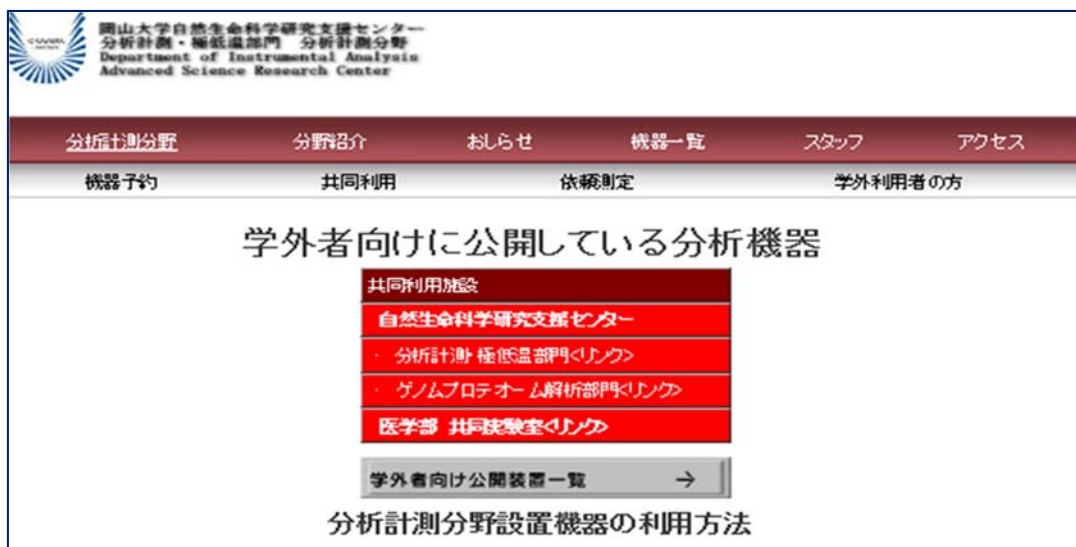 岡山大学自然生命科学研究支援センター
分析計測・極低温部門 分析計測分野
Department of Instrumental Analysis
Advanced Science Research Center
分析計測分野 分野紹介 おしらせ 機器一覧 スタッフ アクセス
機器予約 共同利用 依頼測定 学外利用者の方
学外者向けに公開している分析機器
共同利用施設
自然生命科学研究支援センター
・ 分析計測・極低温部門<リンク>
・ ゲノムプロテオーム解析部門<リンク>
医学部 共同実験室<リンク>
学外者向け公開装置一覧 →
分析計測分野設置機器の利用方法